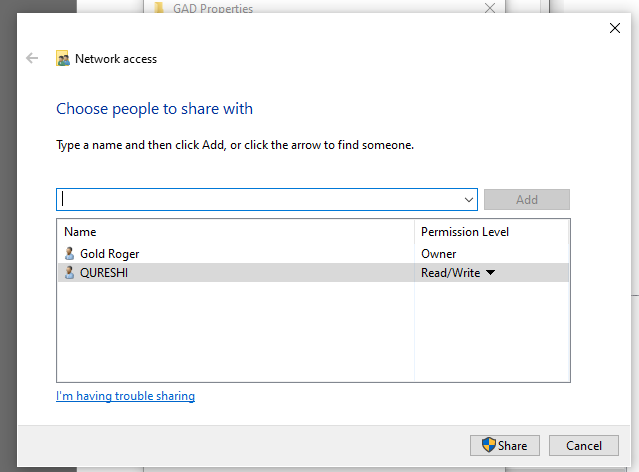 GAD Properties
Network access
Choose people to share with
Type a name and then click Add, or click the arrow to find someone.
Add
Name Permission Level
Gold Roger Owner
QURESHI Read/Write
I'm having trouble sharing
Share Cancel